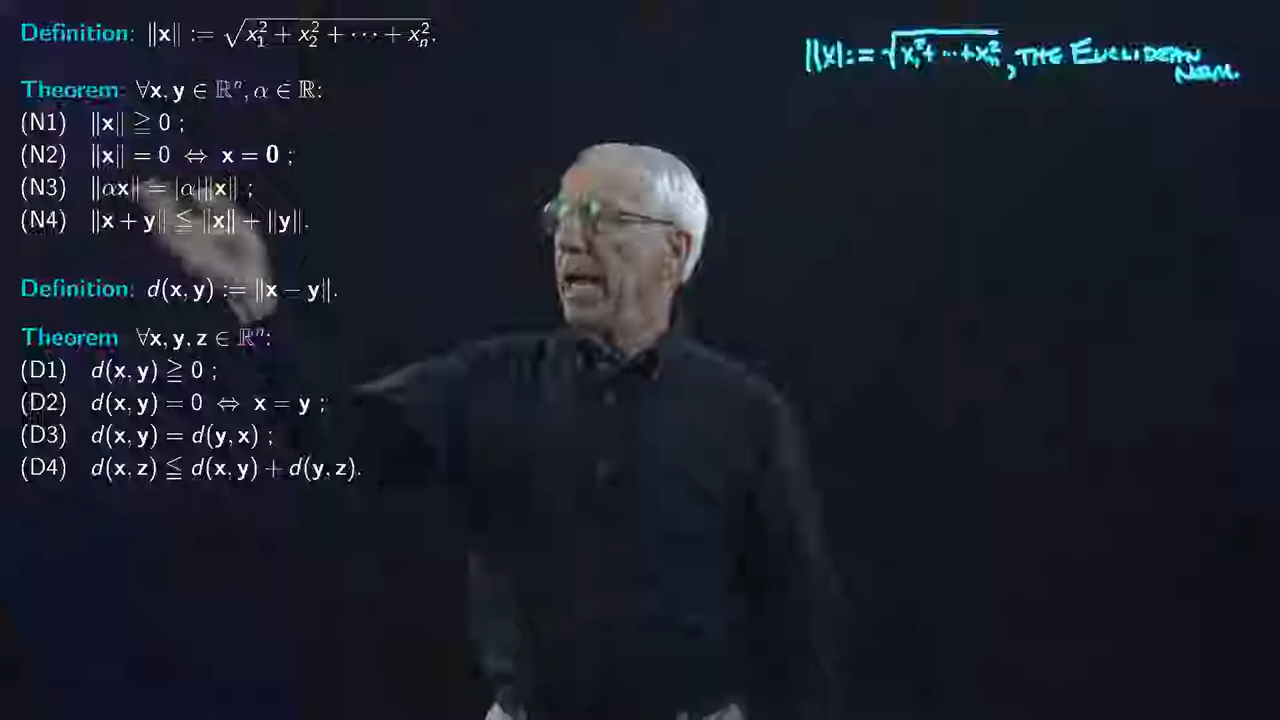 Definition: ‖x‖ := √(x₁² + x₂² + ⋯ + xₙ²).
Theorem: ∀x, y ∈ ℝⁿ, α ∈ ℝ:
(N1) ‖x‖ ≧ 0 ;
(N2) ‖x‖ = 0 ⇔ x = 0 ;
(N3) ‖αx‖ = |α|‖x‖ ;
(N4) ‖x + y‖ ≦ ‖x‖ + ‖y‖.
Definition: d(x, y) := ‖x − y‖.
Theorem ∀x, y, z ∈ ℝⁿ:
(D1) d(x, y) ≧ 0 ;
(D2) d(x, y) = 0 ⇔ x = y ;
(D3) d(x, y) = d(y, x) ;
(D4) d(x, z) ≦ d(x, y) + d(y, z).
‖x‖ := √(x₁² + ⋯ + xₙ²), THE EUCLIDEAN
NORM.